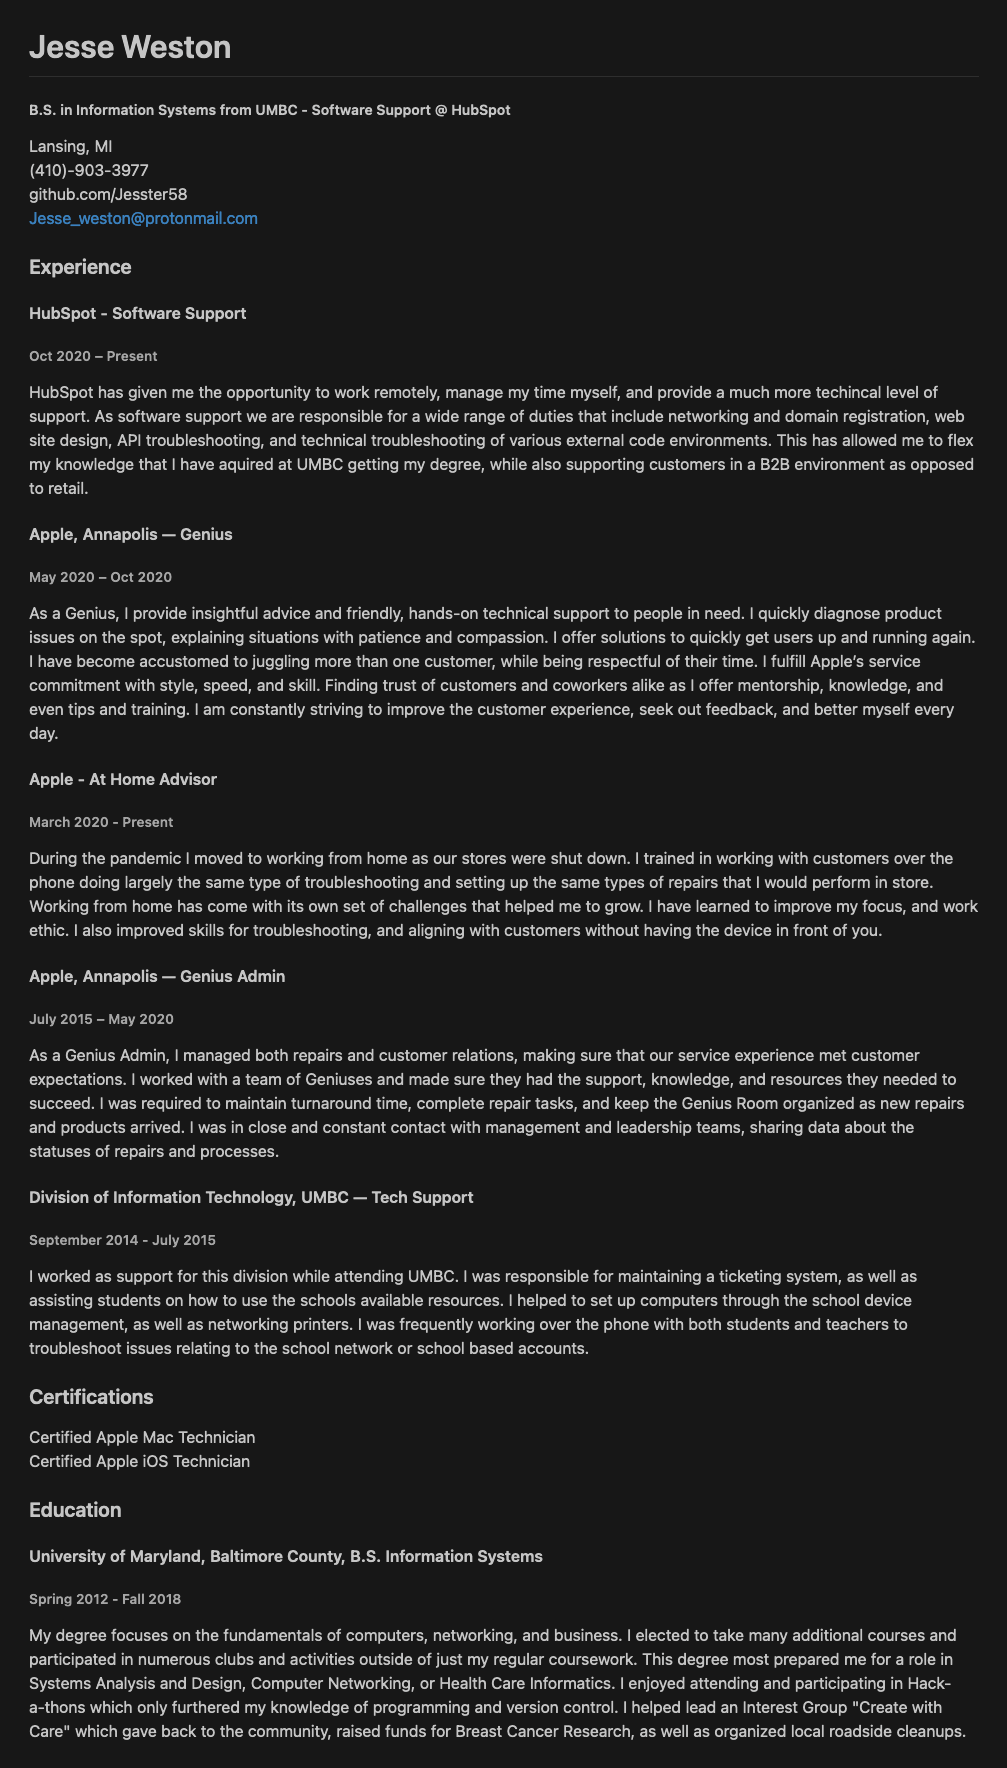 Jesse Weston
B.S. in Information Systems from UMBC - Software Support @ HubSpot
Lansing, MI
(410)-903-3977
github.com/Jesster58
Jesse_weston@protonmail.com
Experience
HubSpot - Software Support
Oct 2020 – Present
HubSpot has given me the opportunity to work remotely, manage my time myself, and provide a much more techincal level of
support. As software support we are responsible for a wide range of duties that include networking and domain registration, web
site design, API troubleshooting, and technical troubleshooting of various external code environments. This has allowed me to flex
my knowledge that I have aquired at UMBC getting my degree, while also supporting customers in a B2B environment as opposed
to retail.
Apple, Annapolis — Genius
May 2020 – Oct 2020
As a Genius, I provide insightful advice and friendly, hands-on technical support to people in need. I quickly diagnose product
issues on the spot, explaining situations with patience and compassion. I offer solutions to quickly get users up and running again.
I have become accustomed to juggling more than one customer, while being respectful of their time. I fulfill Apple’s service
commitment with style, speed, and skill. Finding trust of customers and coworkers alike as I offer mentorship, knowledge, and
even tips and training. I am constantly striving to improve the customer experience, seek out feedback, and better myself every
day.
Apple - At Home Advisor
March 2020 - Present
During the pandemic I moved to working from home as our stores were shut down. I trained in working with customers over the
phone doing largely the same type of troubleshooting and setting up the same types of repairs that I would perform in store.
Working from home has come with its own set of challenges that helped me to grow. I have learned to improve my focus, and work
ethic. I also improved skills for troubleshooting, and aligning with customers without having the device in front of you.
Apple, Annapolis — Genius Admin
July 2015 – May 2020
As a Genius Admin, I managed both repairs and customer relations, making sure that our service experience met customer
expectations. I worked with a team of Geniuses and made sure they had the support, knowledge, and resources they needed to
succeed. I was required to maintain turnaround time, complete repair tasks, and keep the Genius Room organized as new repairs
and products arrived. I was in close and constant contact with management and leadership teams, sharing data about the
statuses of repairs and processes.
Division of Information Technology, UMBC — Tech Support
September 2014 - July 2015
I worked as support for this division while attending UMBC. I was responsible for maintaining a ticketing system, as well as
assisting students on how to use the schools available resources. I helped to set up computers through the school device
management, as well as networking printers. I was frequently working over the phone with both students and teachers to
troubleshoot issues relating to the school network or school based accounts.
Certifications
Certified Apple Mac Technician
Certified Apple iOS Technician
Education
University of Maryland, Baltimore County, B.S. Information Systems
Spring 2012 - Fall 2018
My degree focuses on the fundamentals of computers, networking, and business. I elected to take many additional courses and
participated in numerous clubs and activities outside of just my regular coursework. This degree most prepared me for a role in
Systems Analysis and Design, Computer Networking, or Health Care Informatics. I enjoyed attending and participating in Hack-
a-thons which only furthered my knowledge of programming and version control. I helped lead an Interest Group "Create with
Care" which gave back to the community, raised funds for Breast Cancer Research, as well as organized local roadside cleanups.